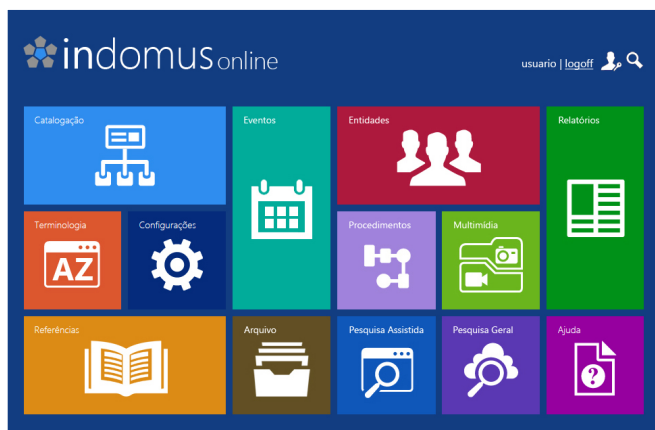 indomus online
usuario | logoff
Catalogação
Eventos
Entidades
Relatórios
Terminologia
Configurações
Procedimentos
Multimídia
AZ
Referências
Arquivo
Pesquisa Assistida
Pesquisa Geral
Ajuda
?